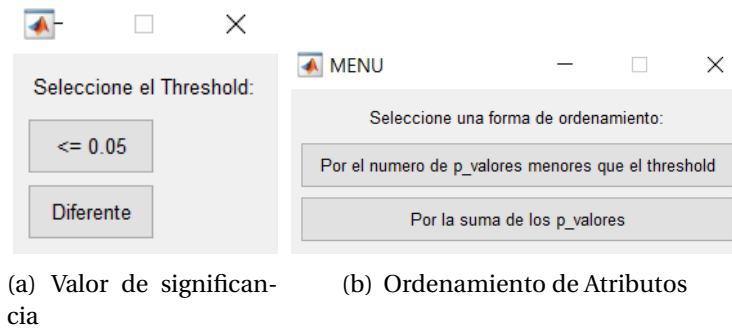 Seleccione el Threshold:
<= 0.05
Diferente
(a) Valor de significan-
cia
MENU
Seleccione una forma de ordenamiento:
Por el numero de p_valores menores que el threshold
Por la suma de los p_valores
(b) Ordenamiento de Atributos